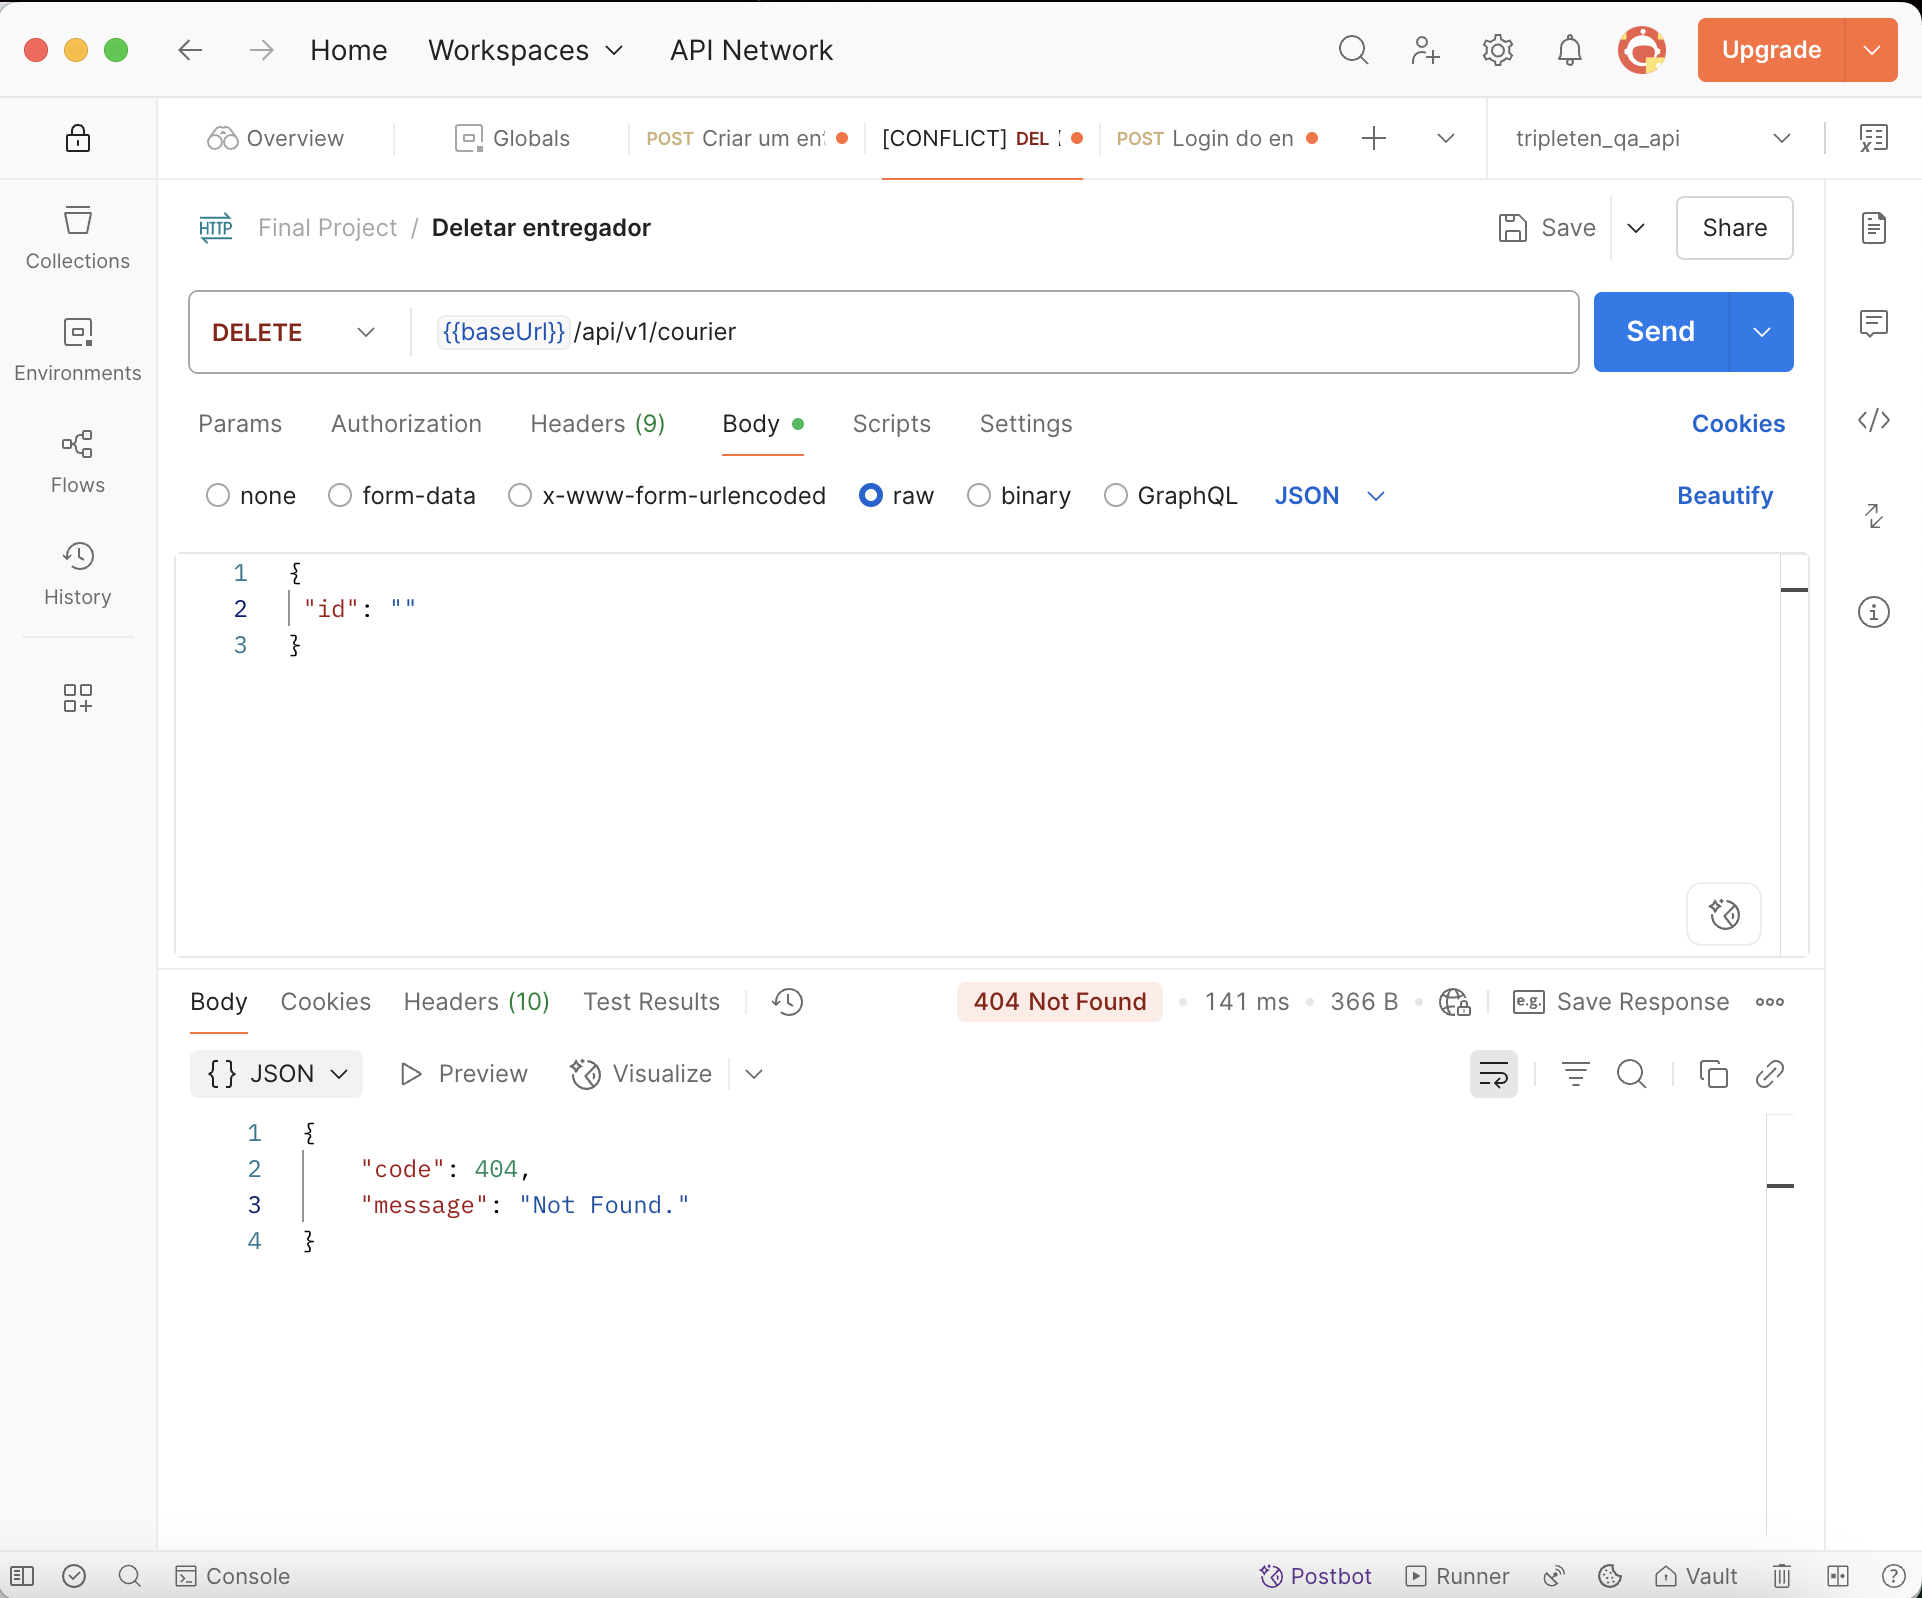 Home Workspaces API Network Upgrade
Overview Globals POST Criar um en [CONFLICT] DEL POST Login do en tripleten_qa_api
HTTP Final Project / Deletar entregador Save Share
Collections
DELETE {{baseUrl}} /api/v1/courier Send
Environments
Params Authorization Headers (9) Body Scripts Settings Cookies
Flows
none form-data x-www-form-urlencoded raw binary GraphQL JSON Beautify
History
1 {
2 "id": ""
3 }
Body Cookies Headers (10) Test Results 404 Not Found 141 ms 366 B e.g. Save Response
{} JSON Preview Visualize
1 {
2 "code": 404,
3 "message": "Not Found."
4 }
Console Postbot Runner Vault